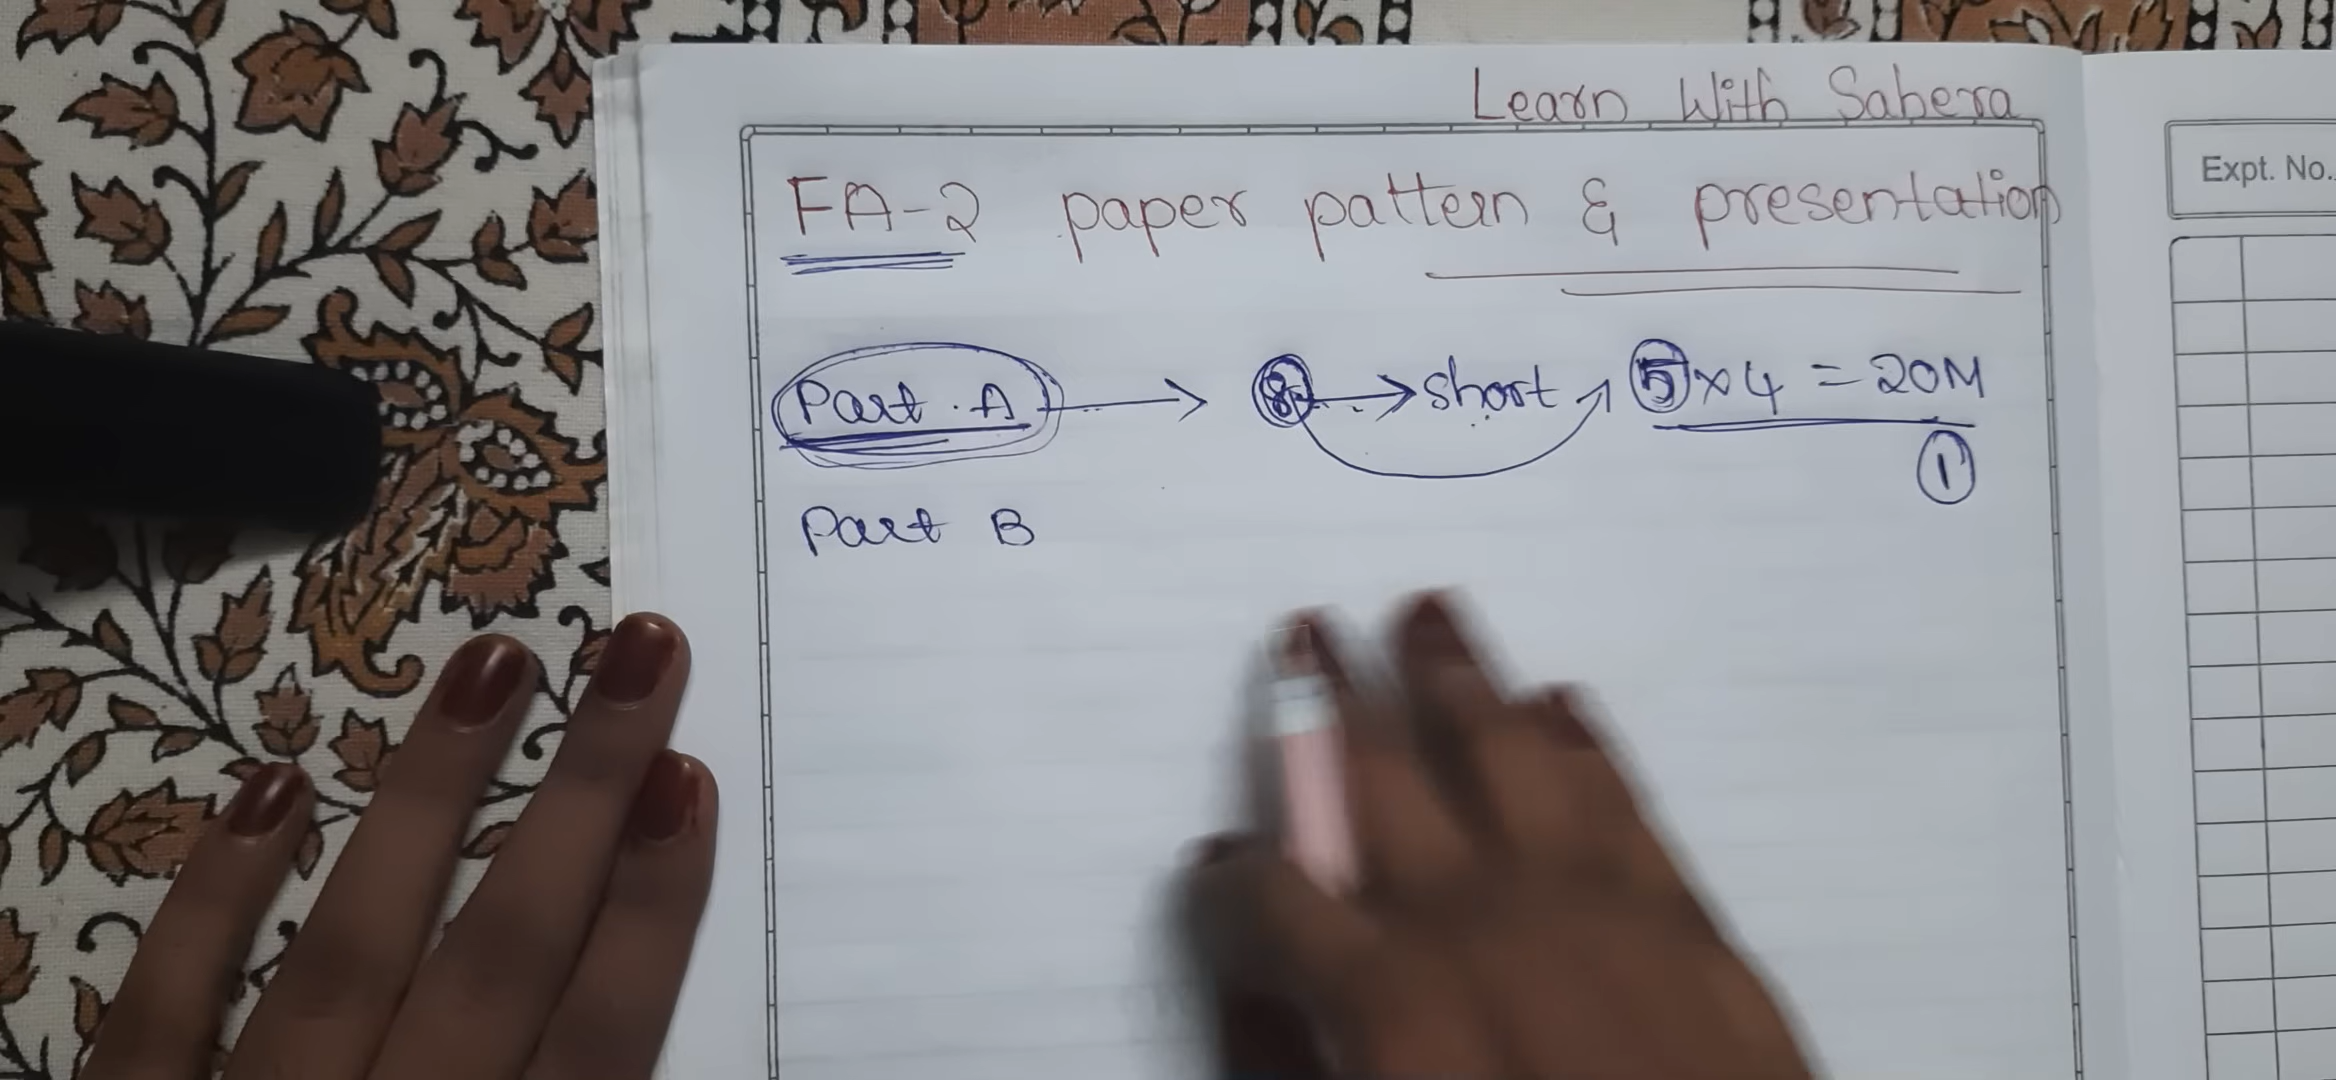 Learn With Sabera
FA-2 paper pattern & presentation
Part. A → 8 → short 5 x 4 = 20M
1
Part B
Expt. No.